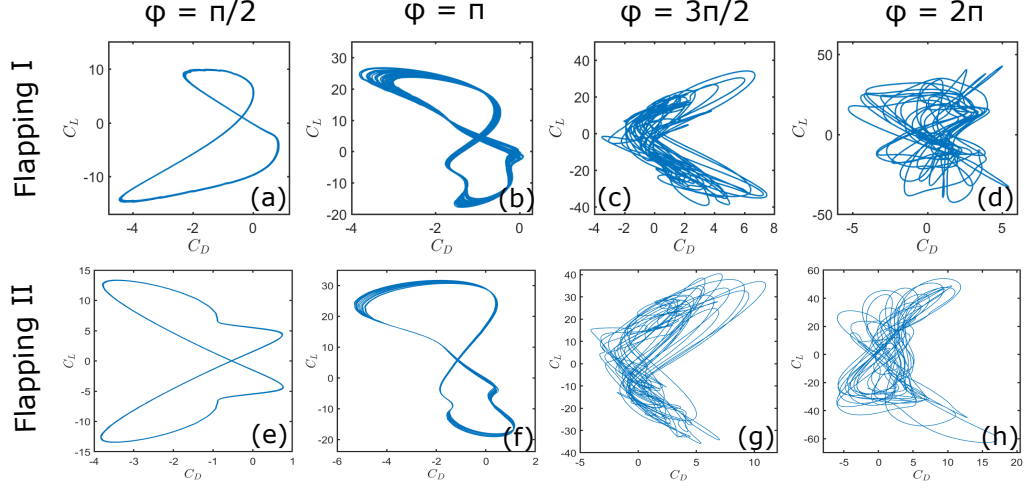 φ = π/2
φ = π
φ = 3π/2
φ = 2π
Flapping I
C_L
10
0
-10
-4
-2
0
C_D
(a)
30
20
10
0
-10
-20
-4
-2
0
C_D
(b)
C_L
40
20
0
-20
-40
-4
-2
0
2
4
6
8
C_D
(c)
50
0
-50
-5
0
5
C_D
(d)
Flapping II
C_L
15
10
5
0
-5
-10
-15
-4
-3
-2
-1
0
1
C_D
(e)
C_L
30
20
10
0
-10
-20
-6
-4
-2
0
2
C_D
(f)
C_L
40
30
20
10
0
-10
-20
-30
-40
0
5
10
C_D
(g)
C_L
60
40
20
0
-20
-40
-60
-5
0
5
10
15
20
C_D
(h)